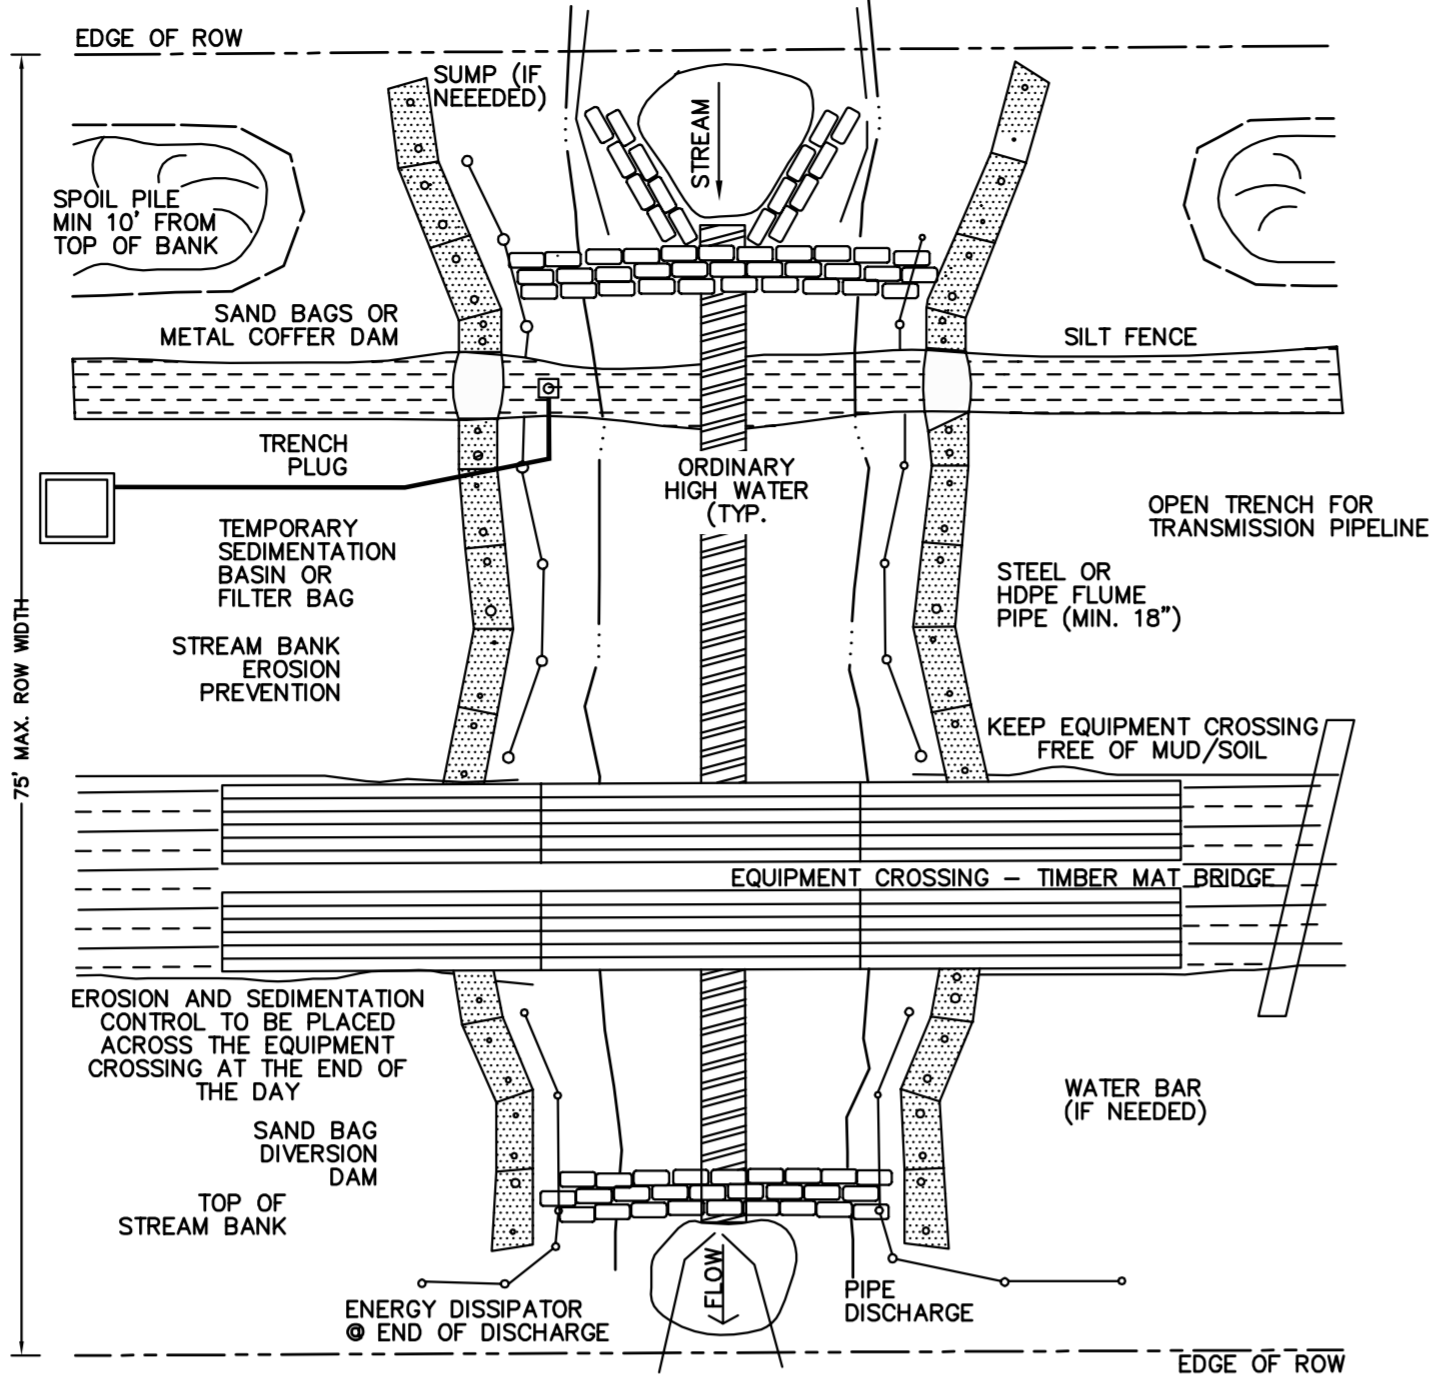 EDGE OF ROW
SUMP (IF
NEEEDED)
STREAM
SPOIL PILE
MIN 10' FROM
TOP OF BANK
SAND BAGS OR
METAL COFFER DAM
SILT FENCE
TRENCH
PLUG
ORDINARY
HIGH WATER
(TYP.
OPEN TRENCH FOR
TRANSMISSION PIPELINE
TEMPORARY
SEDIMENTATION
BASIN OR
FILTER BAG
STEEL OR
HDPE FLUME
PIPE (MIN. 18")
75' MAX. ROW WIDTH
STREAM BANK
EROSION
PREVENTION
KEEP EQUIPMENT CROSSING
FREE OF MUD/SOIL
EQUIPMENT CROSSING – TIMBER MAT BRIDGE
EROSION AND SEDIMENTATION
CONTROL TO BE PLACED
ACROSS THE EQUIPMENT
CROSSING AT THE END OF
THE DAY
WATER BAR
(IF NEEDED)
SAND BAG
DIVERSION
DAM
TOP OF
STREAM BANK
FLOW
PIPE
DISCHARGE
ENERGY DISSIPATOR
@ END OF DISCHARGE
EDGE OF ROW